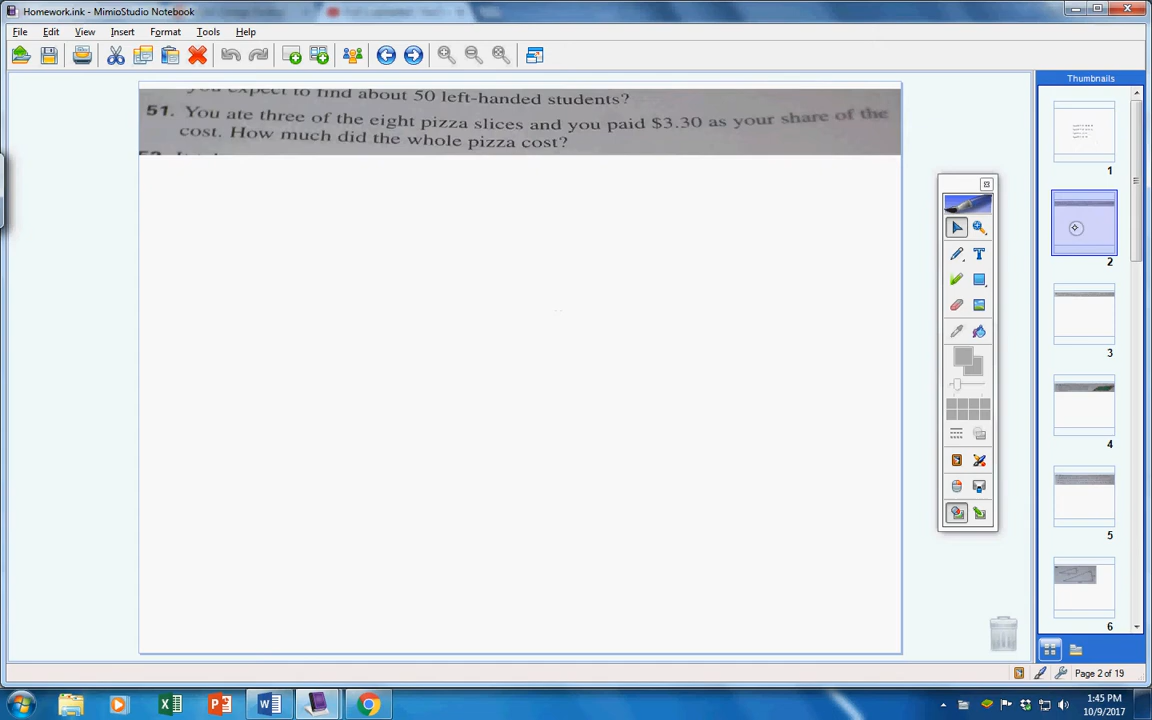 Homework.ink - MimioStudio Notebook
File Edit View Insert Format Tools Help
Thumbnails
you expect to find about 50 left-handed students?
51. You ate three of the eight pizza slices and you paid $3.30 as your share of the
cost. How much did the whole pizza cost?
1
2
3
4
5
6
Page 2 of 19
1:45 PM
10/9/2017